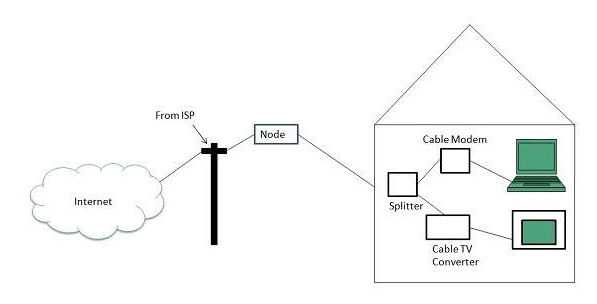 From ISP
Node
Internet
Cable Modem
Splitter
Cable TV
Converter